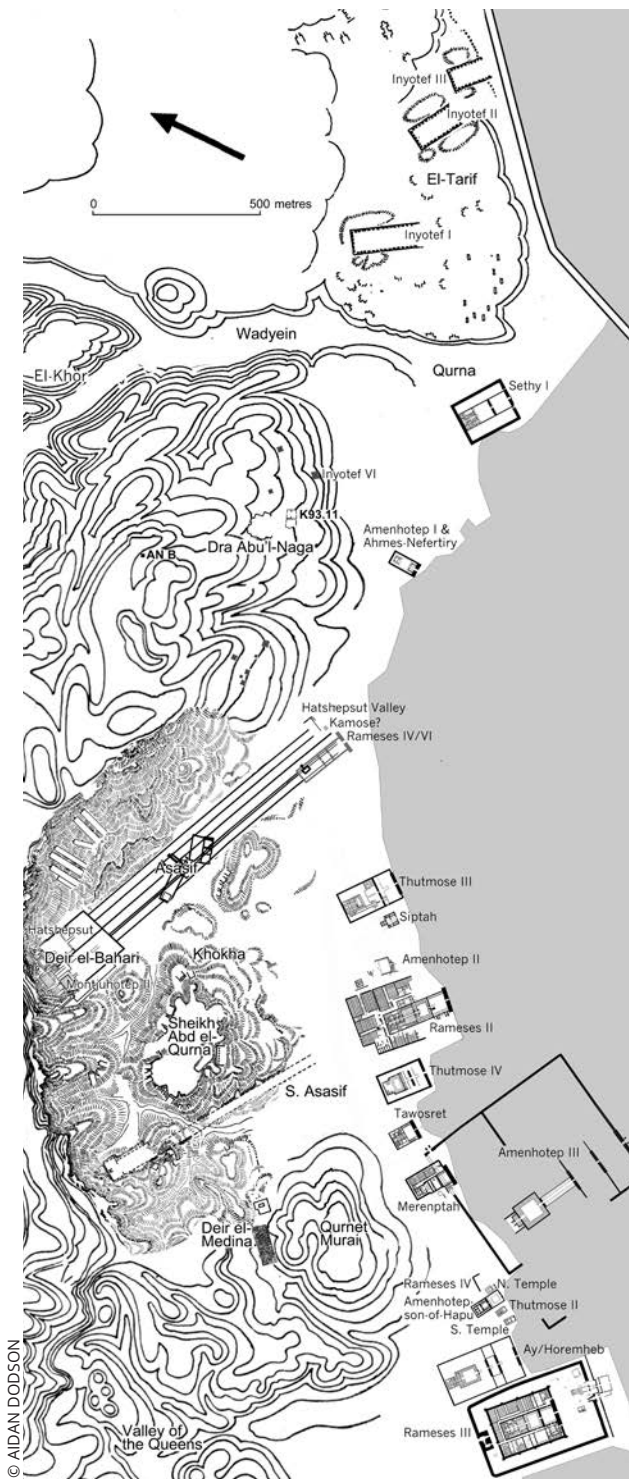 Inyotef III
Inyotef II
El-Tarif
0 500 metres
Inyotef I
Wadyein
El-Khor
Qurna
Sethy I
Inyotef VI
K93.11
Amenhotep I &
Ahmes-Nefertiry
Dra Abu'l-Naga
AN B
Hatshepsut Valley
Kamose?
Rameses IV/VI
Asasif
Thutmose III
Siptah
Hatshepsut
Deir el-Bahari
Khokha
Amenhotep II
Montjuhotep II
Rameses II
Sheikh
Abd el-
Qurna
Thutmose IV
S. Asasif
Tawosret
Amenhotep III
Merenptah
Deir el-
Medina
Qurnet
Murai
Rameses IV
N. Temple
Amenhotep-
son-of-Hapu
Thutmose II
S. Temple
Ay/Horemheb
Rameses III
Valley of
the Queens
© AIDAN DODSON